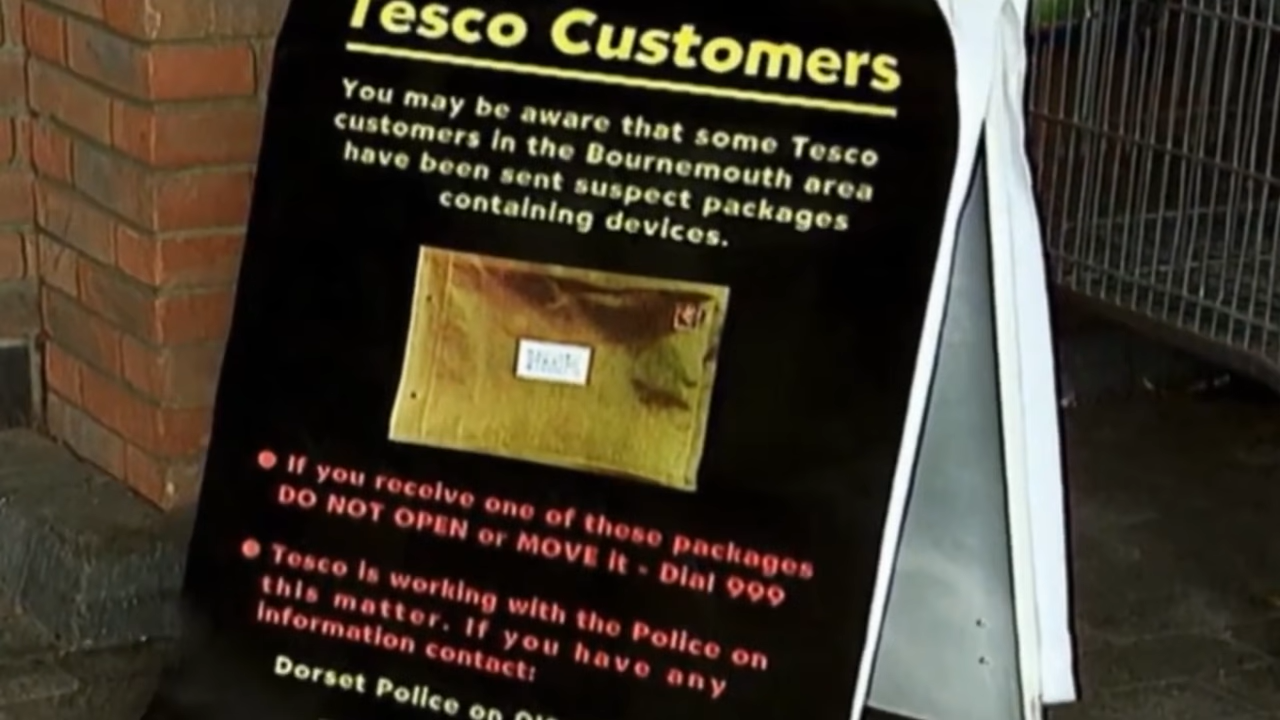 Tesco Customers
You may be aware that some Tesco
customers in the Bournemouth area
have been sent suspect packages
containing devices.
● If you receive one of these packages
DO NOT OPEN or MOVE it - Dial 999
● Tesco is working with the Police on
this matter. If you have any
information contact:
Dorset Police on